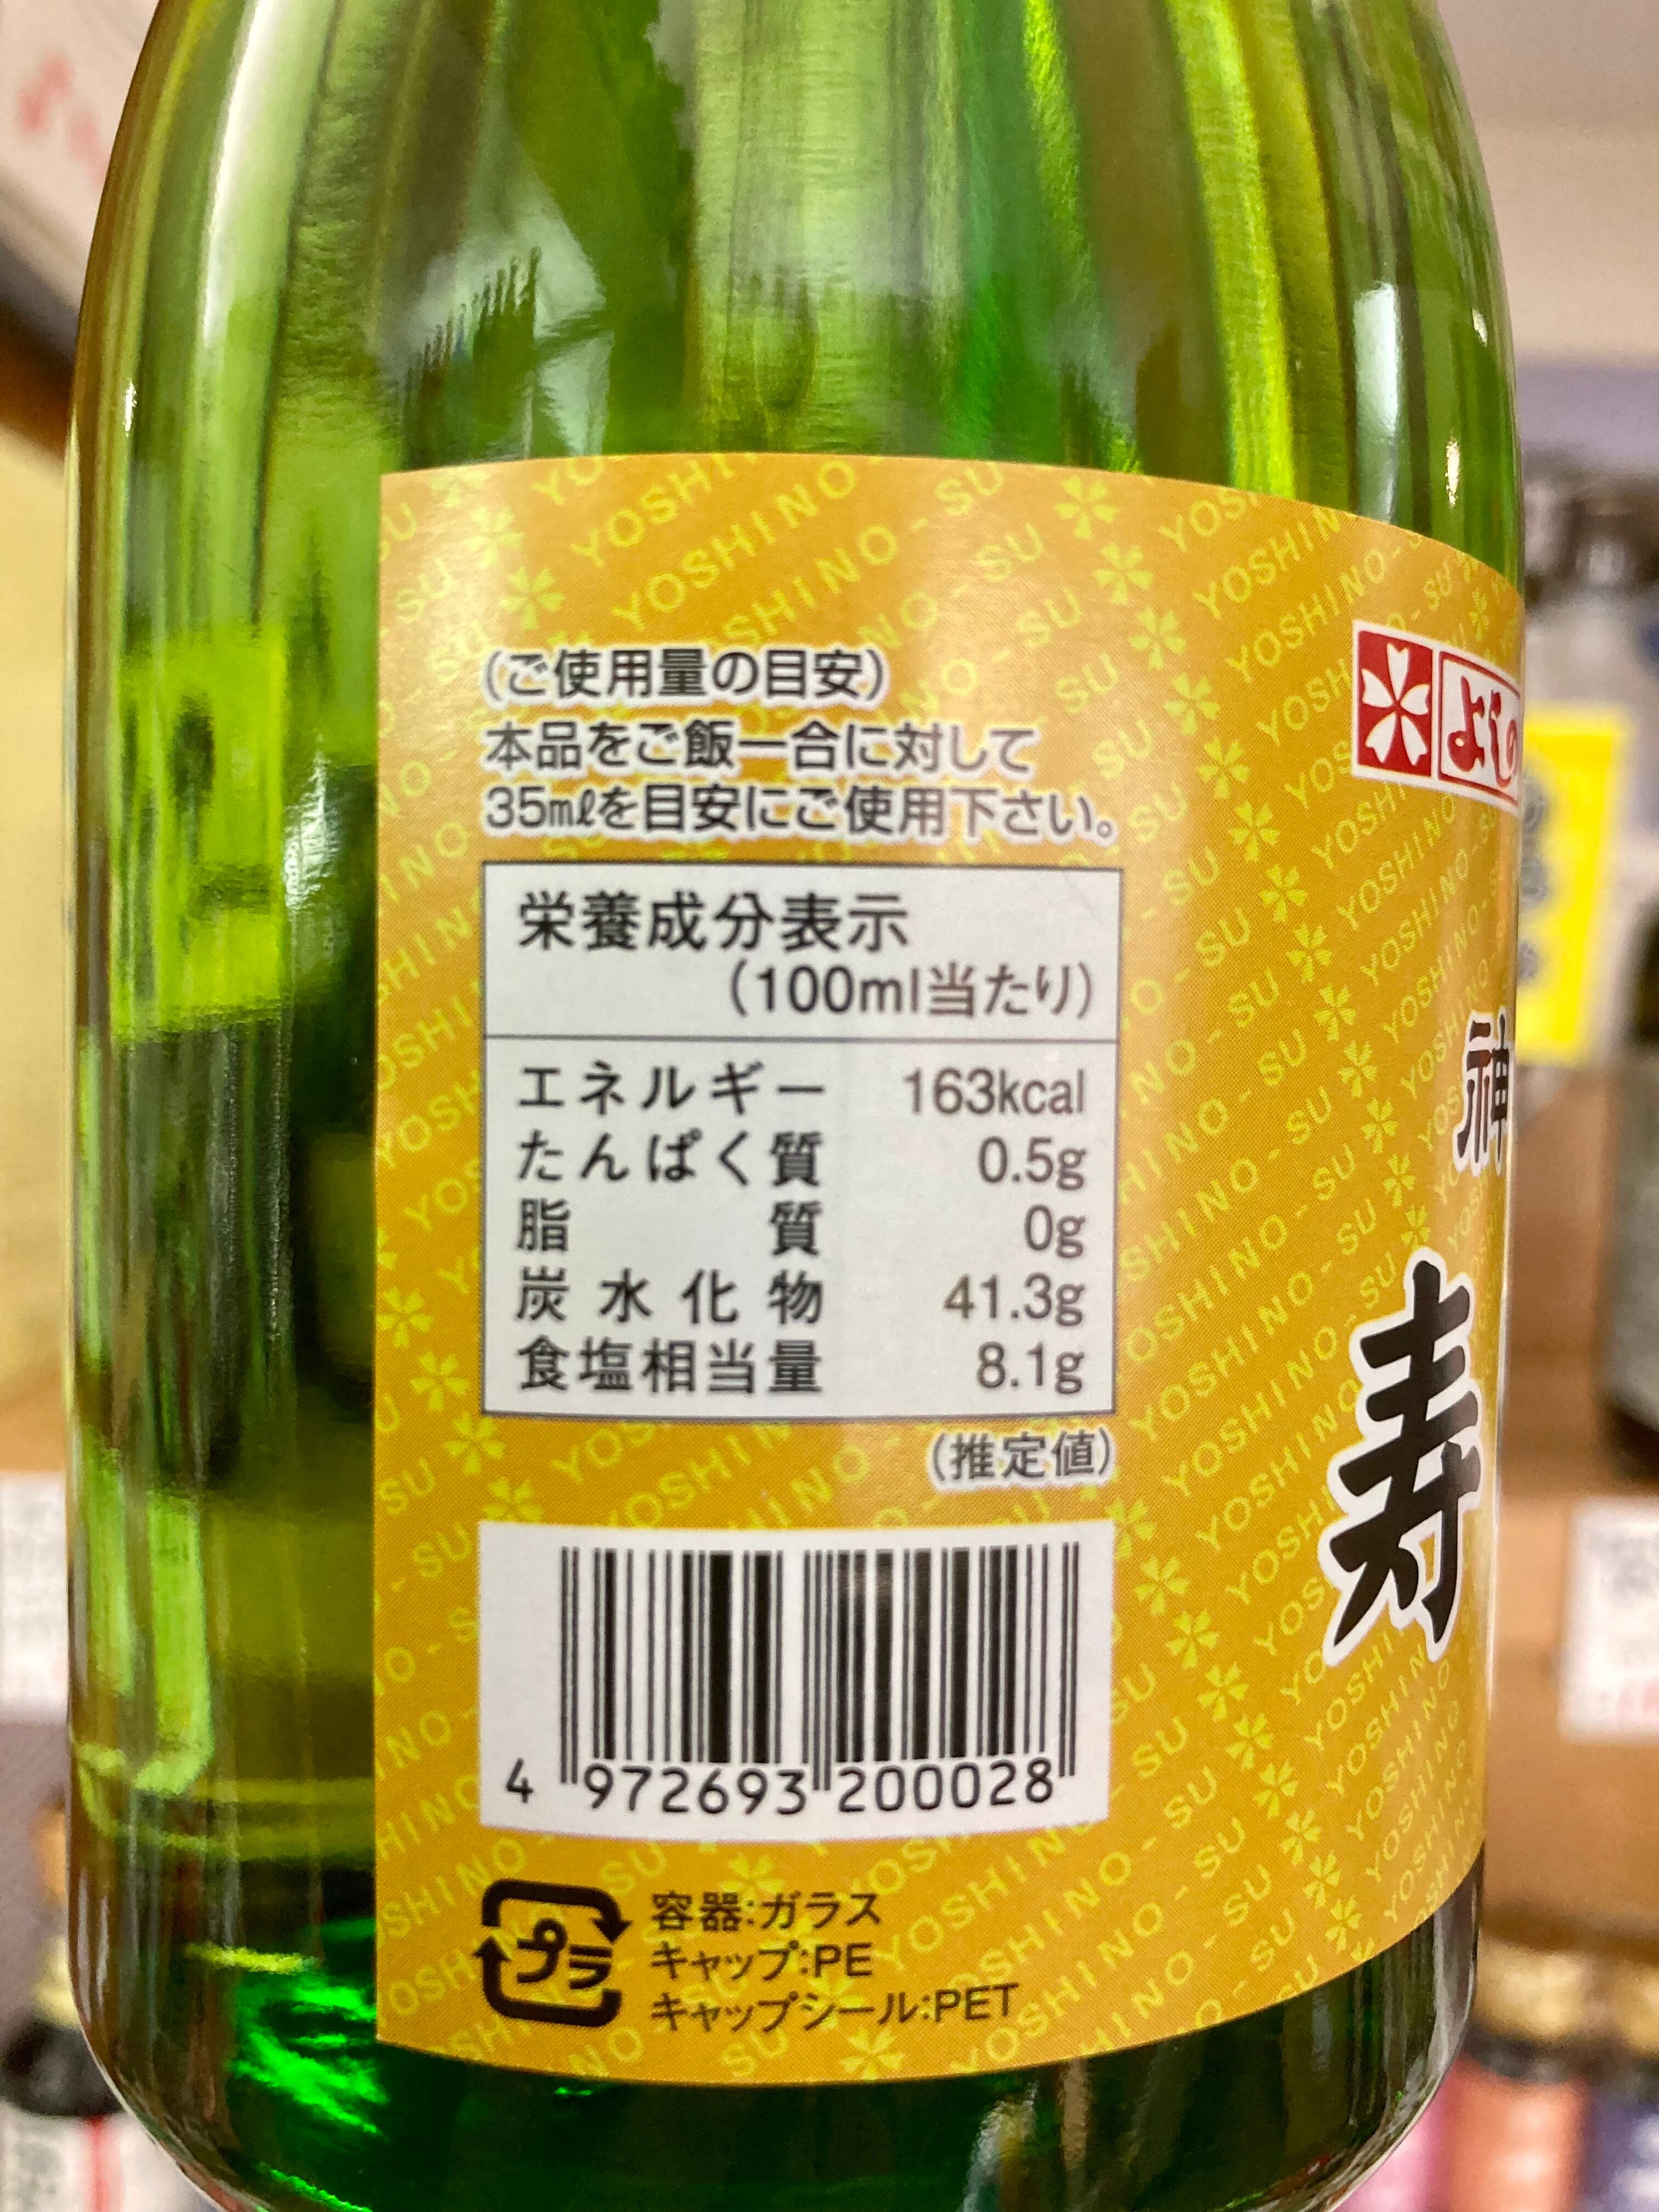 (ご使用量の目安)
本品をご飯一合に対して
35mℓを目安にご使用下さい。
栄養成分表示
(100ml当たり)
エネルギー 163kcal
たんぱく質 0.5g
脂質 0g
炭水化物 41.3g
食塩相当量 8.1g
(推定値)
4 972693 200028
プラ
容器:ガラス
キャップ:PE
キャップシール:PET
よしの
神
寿
YOSHINO-SU